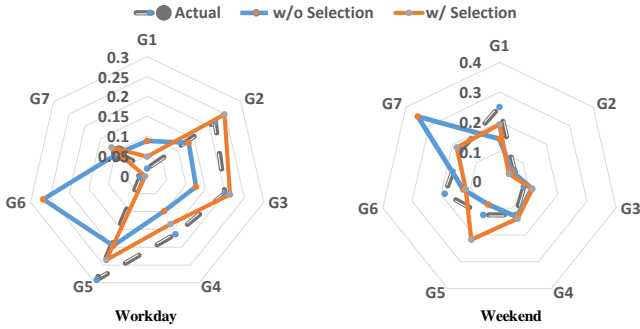 Actual w/o Selection w/ Selection
G1
0.3
0.25
0.2
0.15
0.1
0.05
0
G2
G3
G4
G5
G6
G7
Workday
G1
0.4
0.3
0.2
0.1
0
G2
G3
G4
G5
G6
G7
Weekend